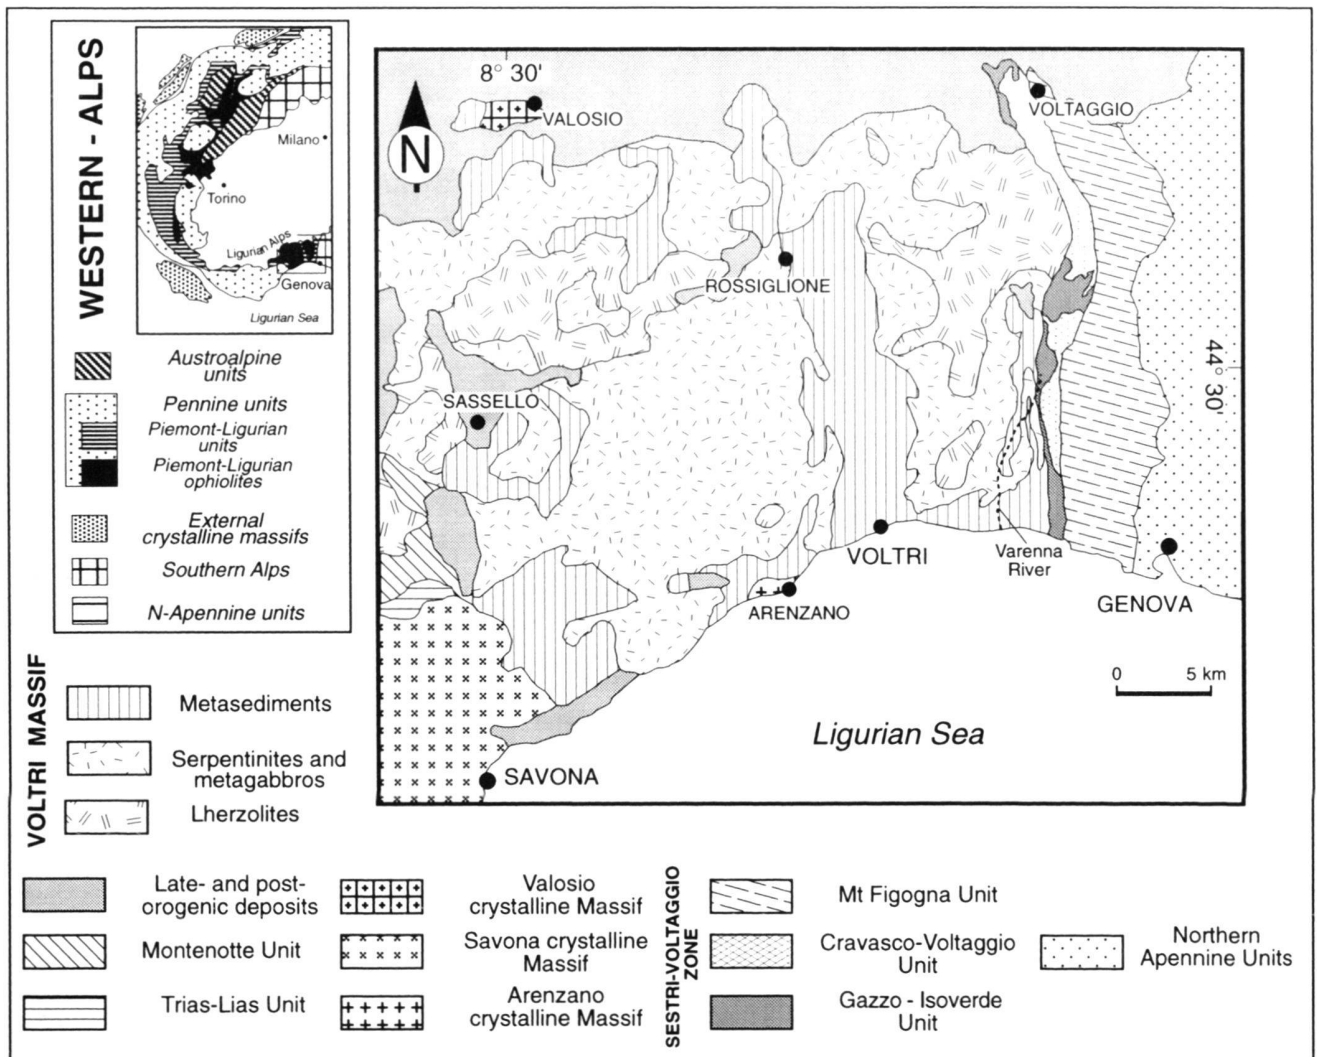 WESTERN - ALPS
Milano
Torino
Ligurian Alps
Genova
Ligurian Sea
Austroalpine
units
Pennine units
Piemont-Ligurian
units
Piemont-Ligurian
ophiolites
External
crystalline massifs
Southern Alps
N-Apennine units
8° 30'
N
VALOSIO
VOLTAGGIO
ROSSIGLIONE
44° 30'
SASSELLO
VOLTRI
Varenna
River
ARENZANO
GENOVA
0 5 km
Ligurian Sea
SAVONA
VOLTRI MASSIF
Metasediments
Serpentinites and
metagabbros
Lherzolites
Late- and post-
orogenic deposits
Montenotte Unit
Trias-Lias Unit
Valosio
crystalline Massif
Savona crystalline
Massif
Arenzano
crystalline Massif
SESTRI-VOLTAGGIO
ZONE
Mt Figogna Unit
Cravasco-Voltaggio
Unit
Gazzo - Isoverde
Unit
Northern
Apennine Units